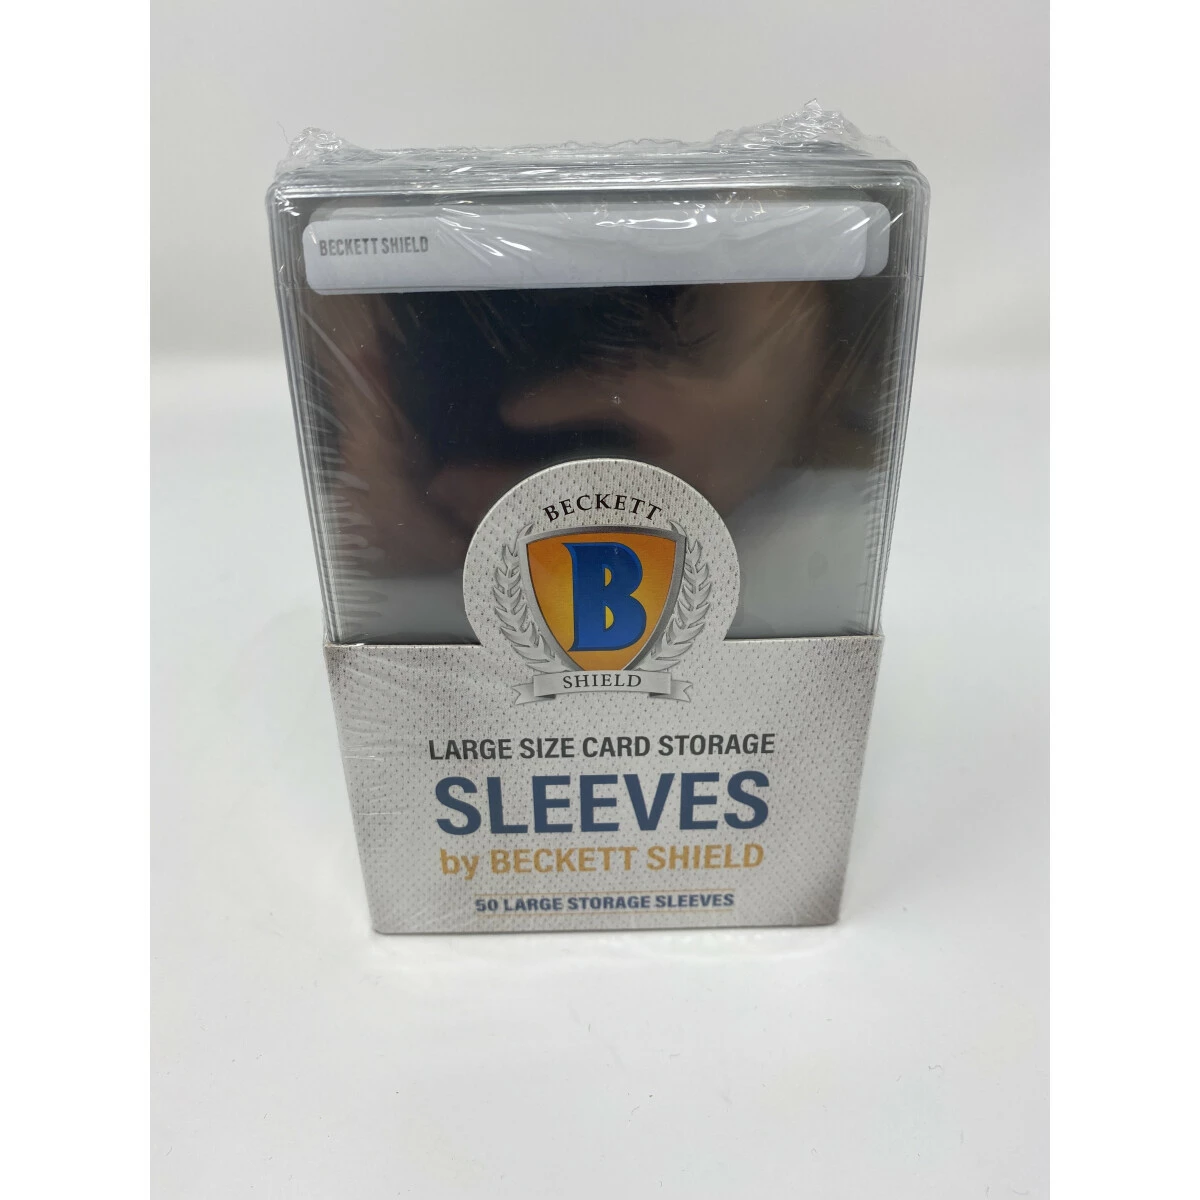 BECKETT SHIELD
BECKETT
B
SHIELD
LARGE SIZE CARD STORAGE
SLEEVES
by BECKETT SHIELD
50 LARGE STORAGE SLEEVES